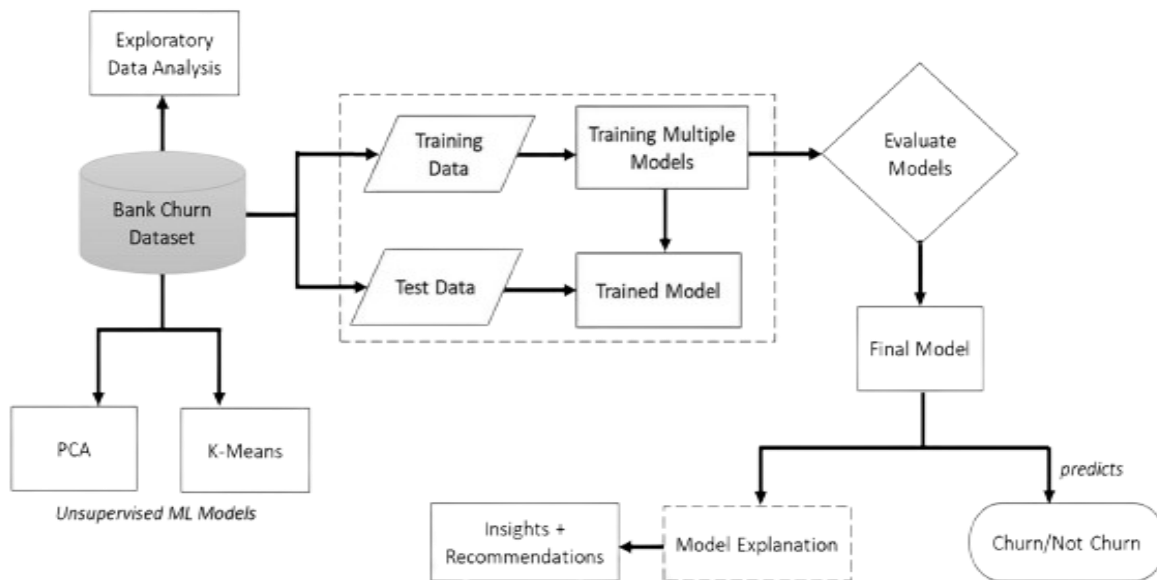 Exploratory
Data Analysis
Training
Data
Training Multiple
Models
Evaluate
Models
Bank Churn
Dataset
Test Data
Trained Model
Final Model
PCA
K-Means
Unsupervised ML Models
predicts
Insights +
Recommendations
Model Explanation
Churn/Not Churn